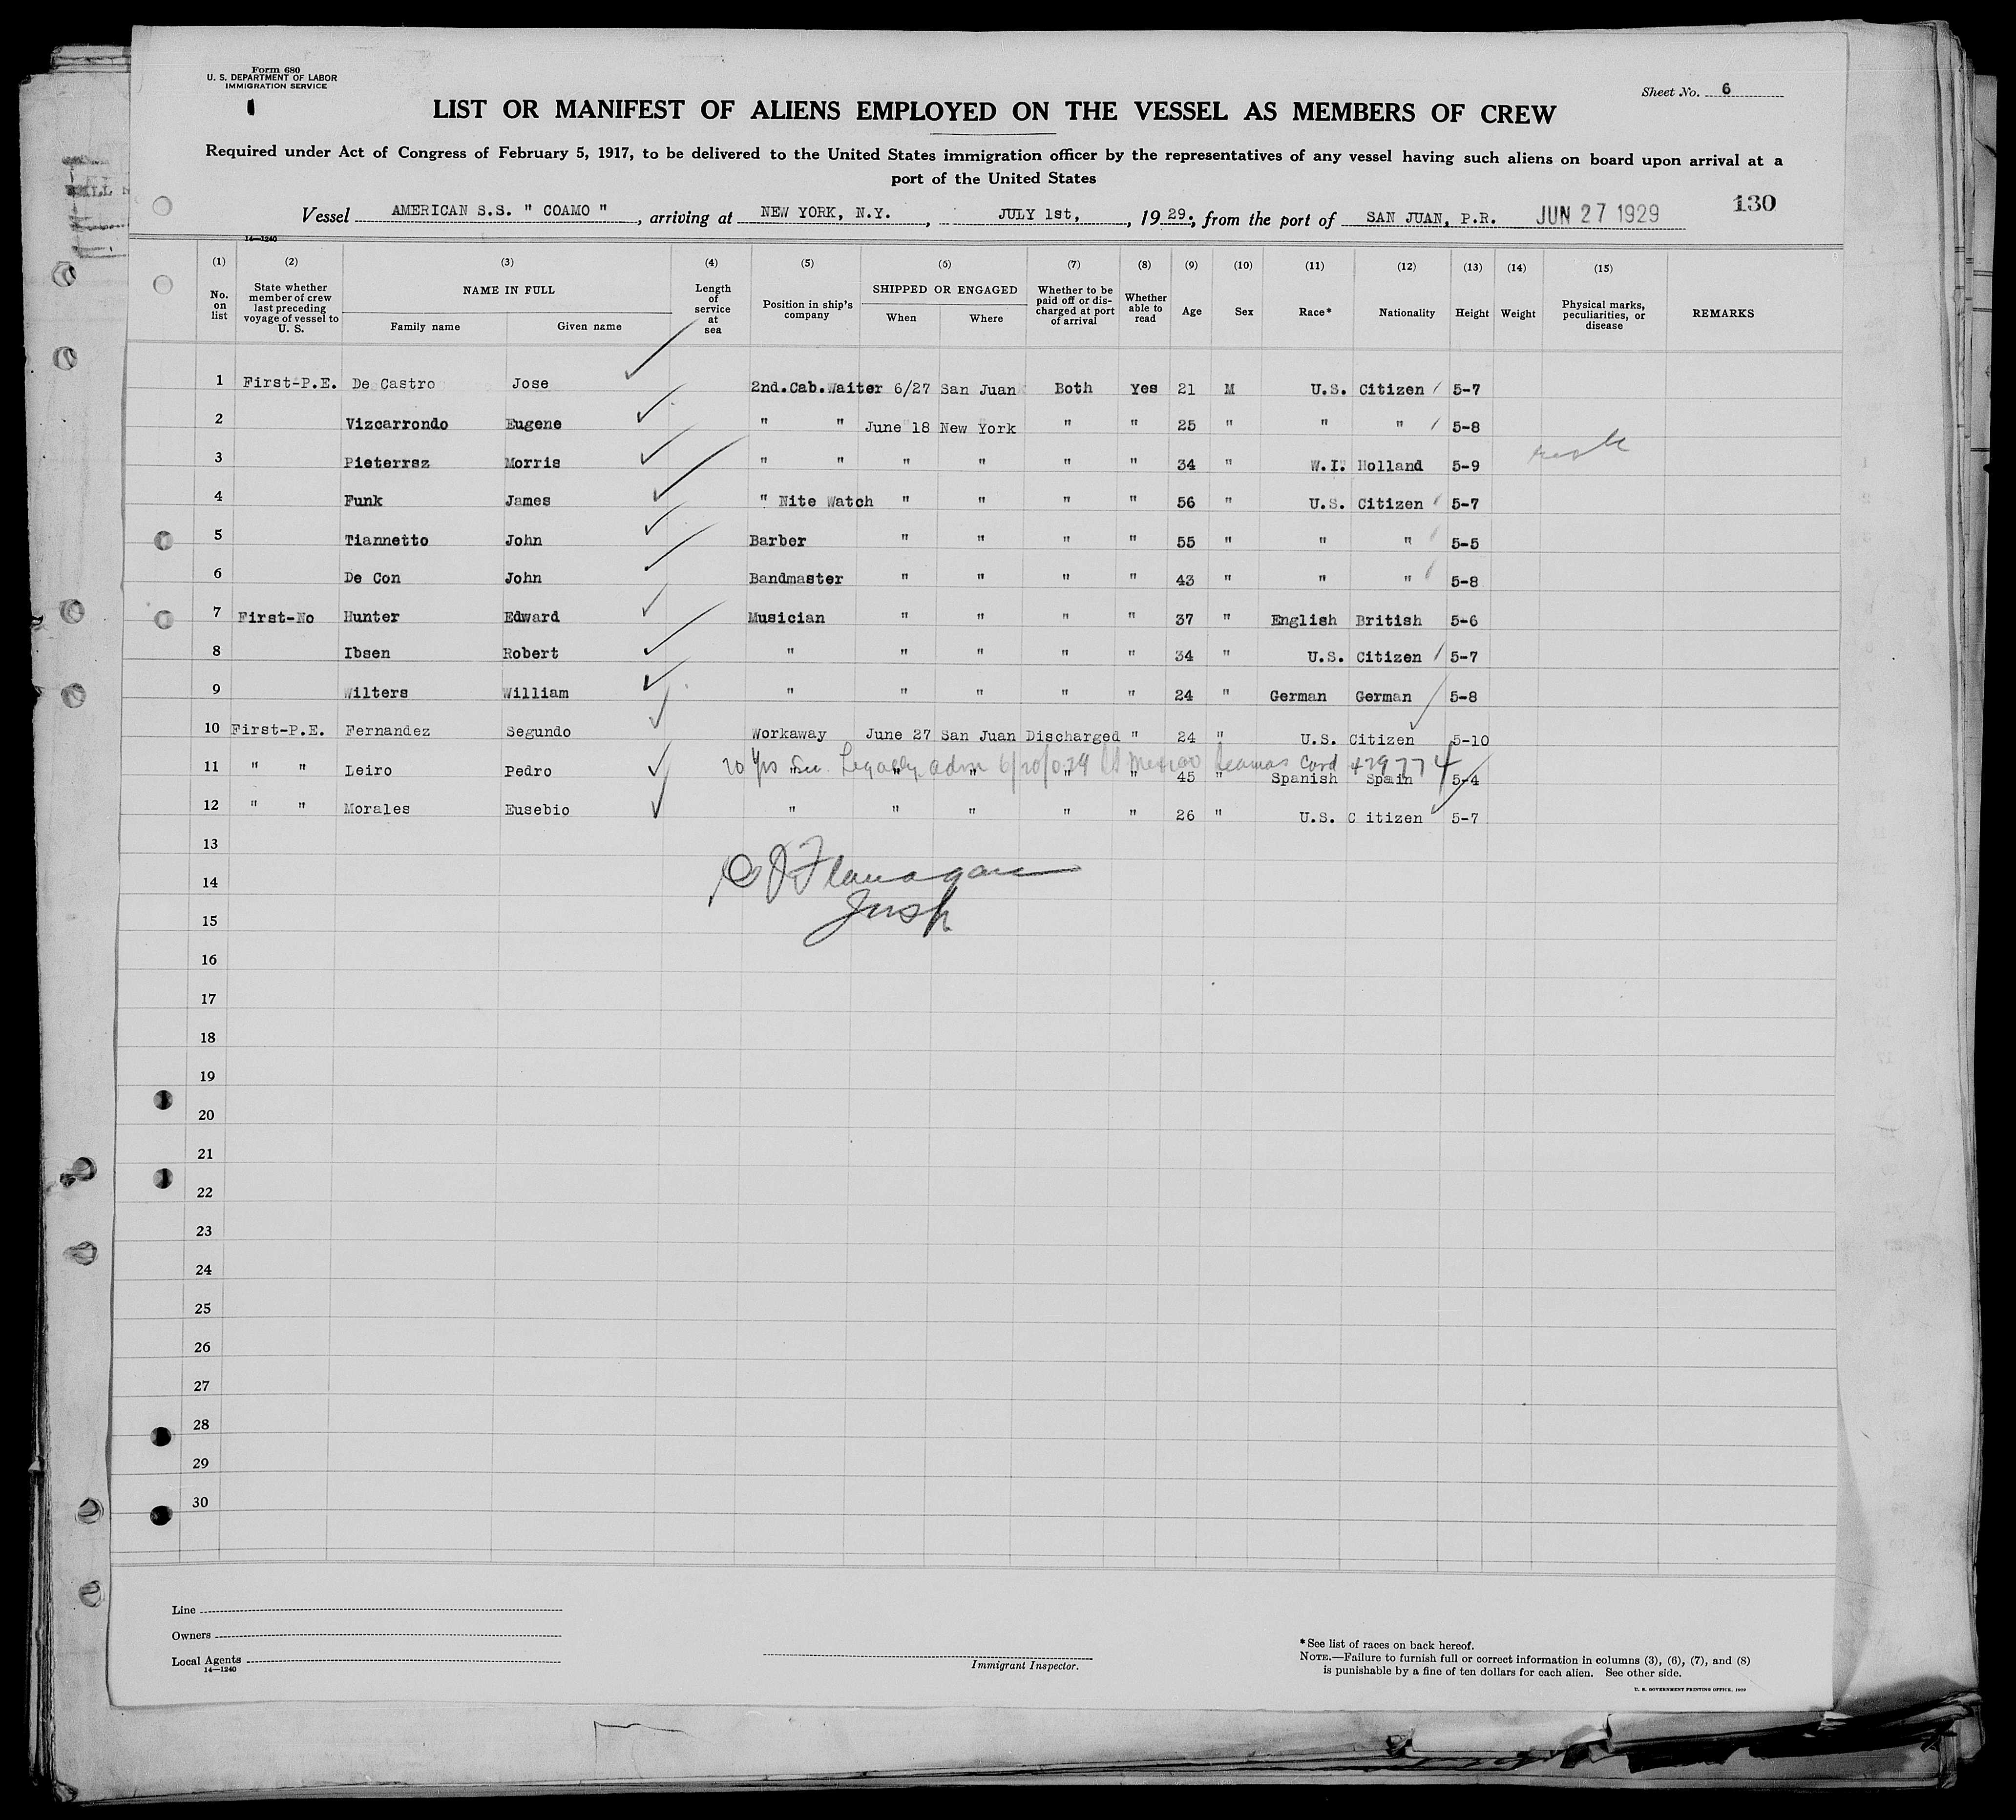 Form 680
U. S. DEPARTMENT OF LABOR
IMMIGRATION SERVICE
Sheet No. 6
LIST OR MANIFEST OF ALIENS EMPLOYED ON THE VESSEL AS MEMBERS OF CREW
Required under Act of Congress of February 5, 1917, to be delivered to the United States immigration officer by the representatives of any vessel having such aliens on board upon arrival at a
port of the United States
130
Vessel AMERICAN S.S. " COAMO ", arriving at NEW YORK, N.Y., JULY 1st, , 1929., from the port of SAN JUAN, P.R. JUN 27 1929
14—1240
(1) (2) (3) (4) (5) (6) (7) (8) (9) (10) (11) (12) (13) (14) (15)
No. on list State whether member of crew last preceding voyage of vessel to U. S. NAME IN FULL Family name Given name Length of service at sea Position in ship's company SHIPPED OR ENGAGED When Where Whether to be paid off or discharged at port of arrival Whether able to read Age Sex Race* Nationality Height Weight Physical marks, peculiarities, or disease REMARKS
1 First-P.E. De Castro Jose 2nd.Cab.Waiter 6/27 San Juan Both Yes 21 M U.S. Citizen 5-7
2 Vizcarrondo Eugene " " June 18 New York " " 25 " " " 5-8
3 Pieterrsz Morris " " " " " " 34 " W.I. Holland 5-9
4 Funk James " Nite Watch " " " " 56 " U.S. Citizen 5-7
5 Tiannetto John Barber " " " " 55 " " " 5-5
6 De Con John Bandmaster " " " " 43 " " " 5-8
7 First-No Hunter Edward Musician " " " " 37 " English British 5-6
8 Ibsen Robert " " " " " 34 " U.S. Citizen 5-7
9 Wilters William " " " " " 24 " German German 5-8
10 First-P.E. Fernandez Segundo Workaway June 27 San Juan Discharged " 24 " U.S. Citizen 5-10
20 yrs Legally adm Mexico Seamans Card
11 " " Leiro Pedro " " " " " 45 " Spanish Spain 5-4
12 " " Morales Eusebio " " " " " 26 " U.S. C itizen 5-7
13
C J Flanagan
14
Insp
15
16
17
18
19
20
21
22
23
24
25
26
27
28
29
30
Line
Owners
Local Agents
14—1240
Immigrant Inspector.
*See list of races on back hereof.
NOTE.—Failure to furnish full or correct information in columns (3), (6), (7), and (8)
is punishable by a fine of ten dollars for each alien. See other side.
U. S. GOVERNMENT PRINTING OFFICE.